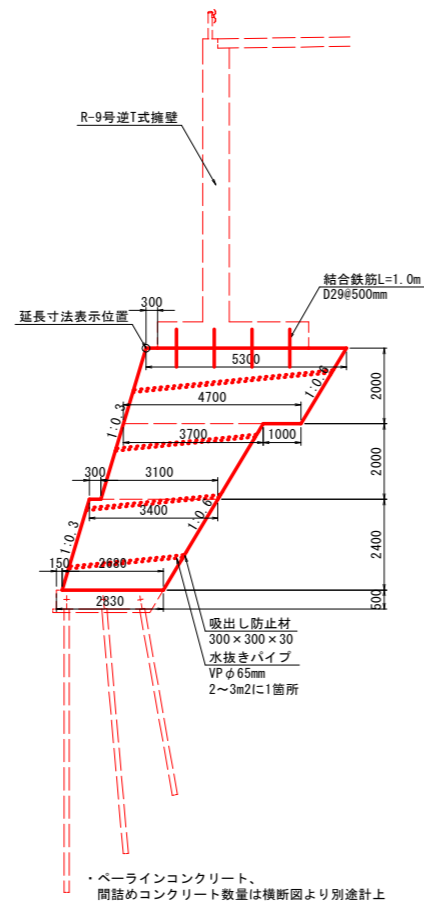 R-9号逆T式擁壁
結合鉄筋L=1.0m
D29@500mm
300
延長寸法表示位置
5300
1:0.6
4700
2000
1:0.3
3700
1000
2000
300
3100
3400
1:0.6
1:0.3
2400
150
2680
2830
500
吸出し防止材
300×300×30
水抜きパイプ
VPφ65mm
2~3m2に1箇所
・ペーラインコンクリート、
間詰めコンクリート数量は横断図より別途計上